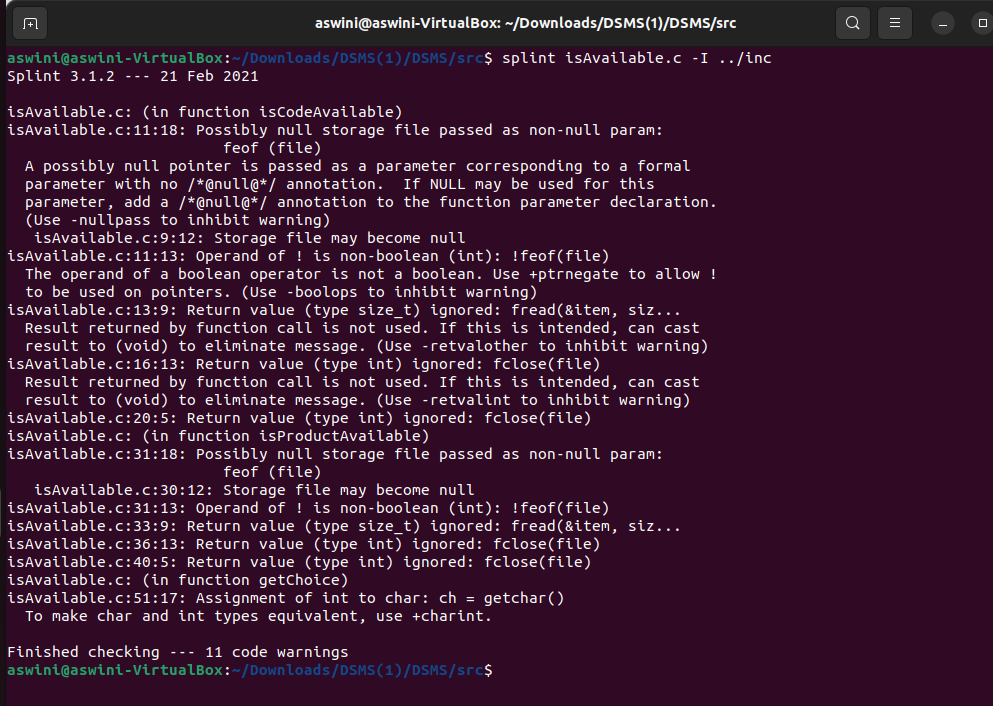 aswini@aswini-VirtualBox: ~/Downloads/DSMS(1)/DSMS/src
aswini@aswini-VirtualBox:~/Downloads/DSMS(1)/DSMS/src$ splint isAvailable.c -I ../inc
Splint 3.1.2 --- 21 Feb 2021

isAvailable.c: (in function isCodeAvailable)
isAvailable.c:11:18: Possibly null storage file passed as non-null param:
                        feof (file)
  A possibly null pointer is passed as a parameter corresponding to a formal
  parameter with no /*@null@*/ annotation.  If NULL may be used for this
  parameter, add a /*@null@*/ annotation to the function parameter declaration.
  (Use -nullpass to inhibit warning)
   isAvailable.c:9:12: Storage file may become null
isAvailable.c:11:13: Operand of ! is non-boolean (int): !feof(file)
  The operand of a boolean operator is not a boolean. Use +ptrnegate to allow !
  to be used on pointers. (Use -boolops to inhibit warning)
isAvailable.c:13:9: Return value (type size_t) ignored: fread(&item, siz...
  Result returned by function call is not used. If this is intended, can cast
  result to (void) to eliminate message. (Use -retvalother to inhibit warning)
isAvailable.c:16:13: Return value (type int) ignored: fclose(file)
  Result returned by function call is not used. If this is intended, can cast
  result to (void) to eliminate message. (Use -retvalint to inhibit warning)
isAvailable.c:20:5: Return value (type int) ignored: fclose(file)
isAvailable.c: (in function isProductAvailable)
isAvailable.c:31:18: Possibly null storage file passed as non-null param:
                        feof (file)
   isAvailable.c:30:12: Storage file may become null
isAvailable.c:31:13: Operand of ! is non-boolean (int): !feof(file)
isAvailable.c:33:9: Return value (type size_t) ignored: fread(&item, siz...
isAvailable.c:36:13: Return value (type int) ignored: fclose(file)
isAvailable.c:40:5: Return value (type int) ignored: fclose(file)
isAvailable.c: (in function getChoice)
isAvailable.c:51:17: Assignment of int to char: ch = getchar()
  To make char and int types equivalent, use +charint.

Finished checking --- 11 code warnings
aswini@aswini-VirtualBox:~/Downloads/DSMS(1)/DSMS/src$